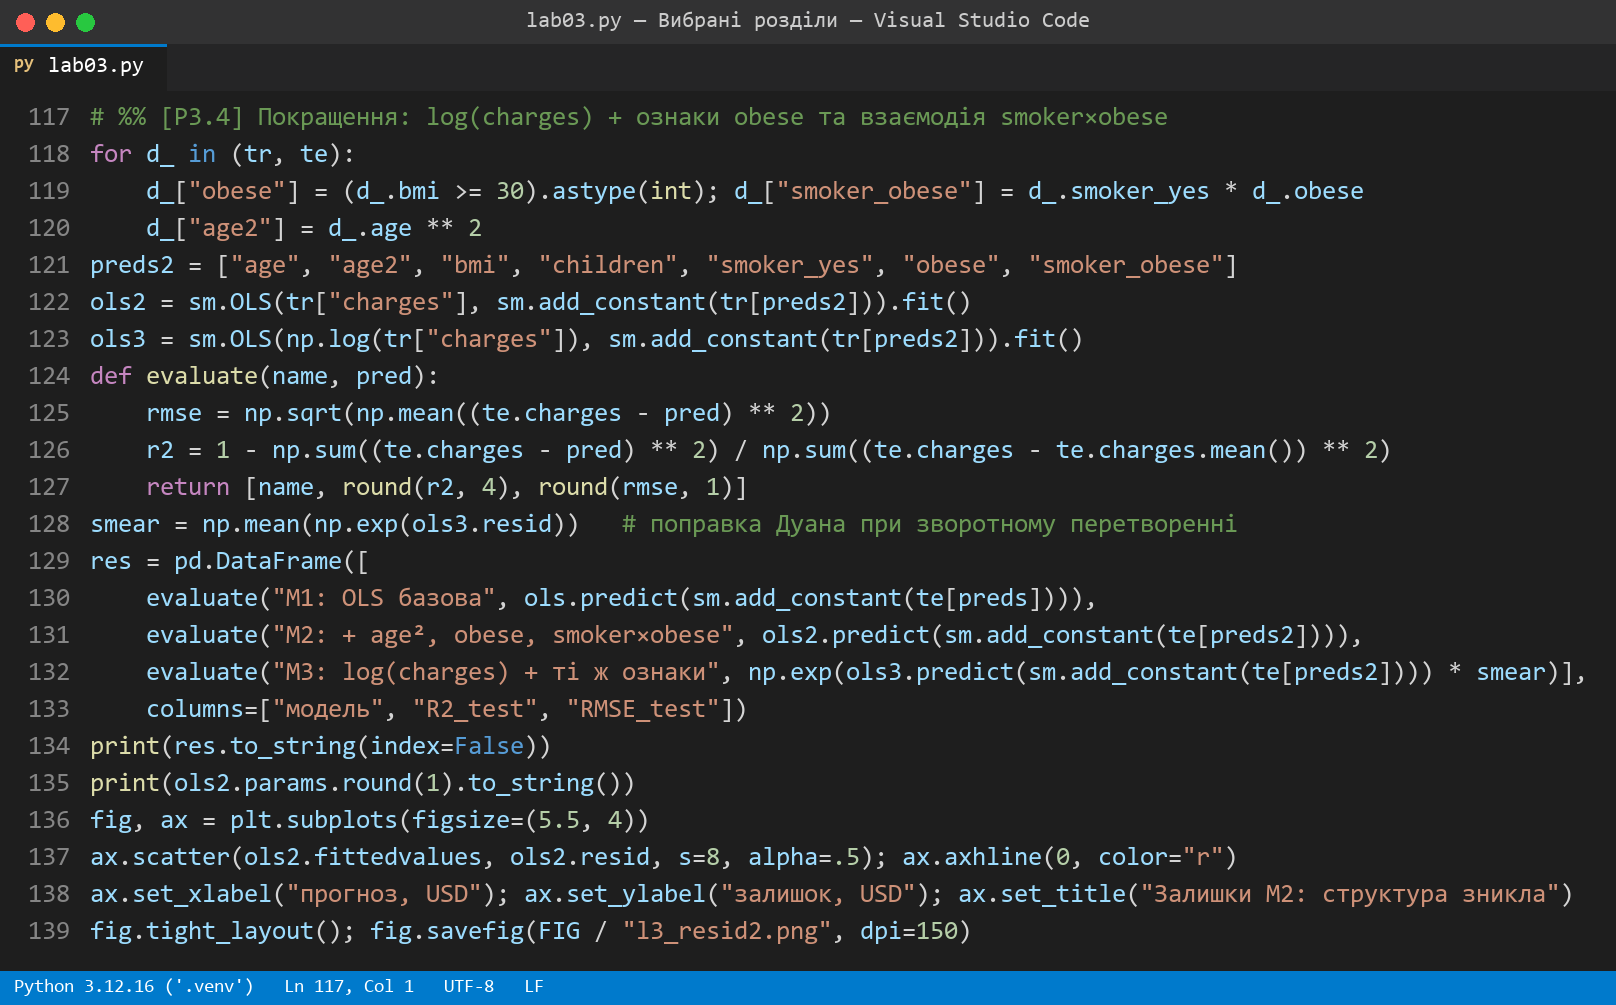 lab03.py — Вибрані розділи — Visual Studio Code
PY lab03.py
117 # %% [P3.4] Покращення: log(charges) + ознаки obese та взаємодія smoker×obese
118 for d_ in (tr, te):
119     d_["obese"] = (d_.bmi >= 30).astype(int); d_["smoker_obese"] = d_.smoker_yes * d_.obese
120     d_["age2"] = d_.age ** 2
121 preds2 = ["age", "age2", "bmi", "children", "smoker_yes", "obese", "smoker_obese"]
122 ols2 = sm.OLS(tr["charges"], sm.add_constant(tr[preds2])).fit()
123 ols3 = sm.OLS(np.log(tr["charges"]), sm.add_constant(tr[preds2])).fit()
124 def evaluate(name, pred):
125     rmse = np.sqrt(np.mean((te.charges - pred) ** 2))
126     r2 = 1 - np.sum((te.charges - pred) ** 2) / np.sum((te.charges - te.charges.mean()) ** 2)
127     return [name, round(r2, 4), round(rmse, 1)]
128 smear = np.mean(np.exp(ols3.resid))   # поправка Дуана при зворотному перетворенні
129 res = pd.DataFrame([
130     evaluate("M1: OLS базова", ols.predict(sm.add_constant(te[preds]))),
131     evaluate("M2: + age², obese, smoker×obese", ols2.predict(sm.add_constant(te[preds2]))),
132     evaluate("M3: log(charges) + ті ж ознаки", np.exp(ols3.predict(sm.add_constant(te[preds2]))) * smear)],
133     columns=["модель", "R2_test", "RMSE_test"])
134 print(res.to_string(index=False))
135 print(ols2.params.round(1).to_string())
136 fig, ax = plt.subplots(figsize=(5.5, 4))
137 ax.scatter(ols2.fittedvalues, ols2.resid, s=8, alpha=.5); ax.axhline(0, color="r")
138 ax.set_xlabel("прогноз, USD"); ax.set_ylabel("залишок, USD"); ax.set_title("Залишки M2: структура зникла")
139 fig.tight_layout(); fig.savefig(FIG / "l3_resid2.png", dpi=150)
Python 3.12.16 ('.venv')   Ln 117, Col 1   UTF-8   LF